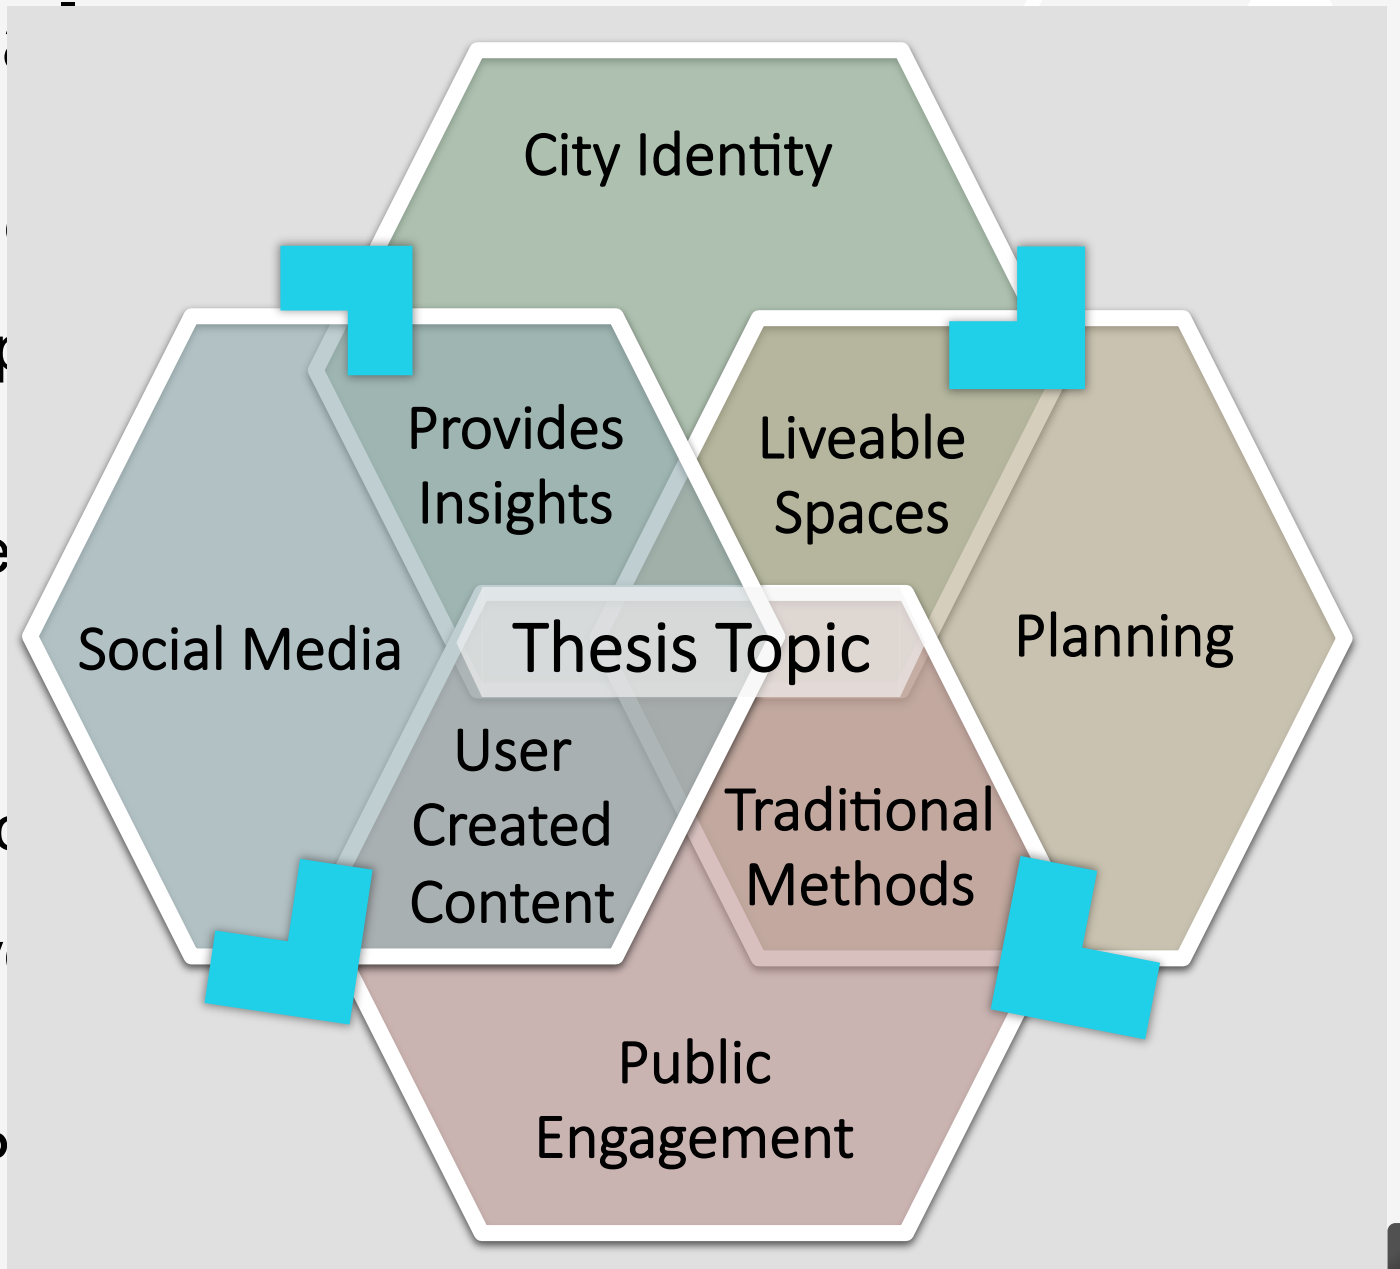 City Identity
Provides
Insights
Liveable
Spaces
Social Media
Thesis Topic
Planning
User
Created
Content
Traditional
Methods
Public
Engagement